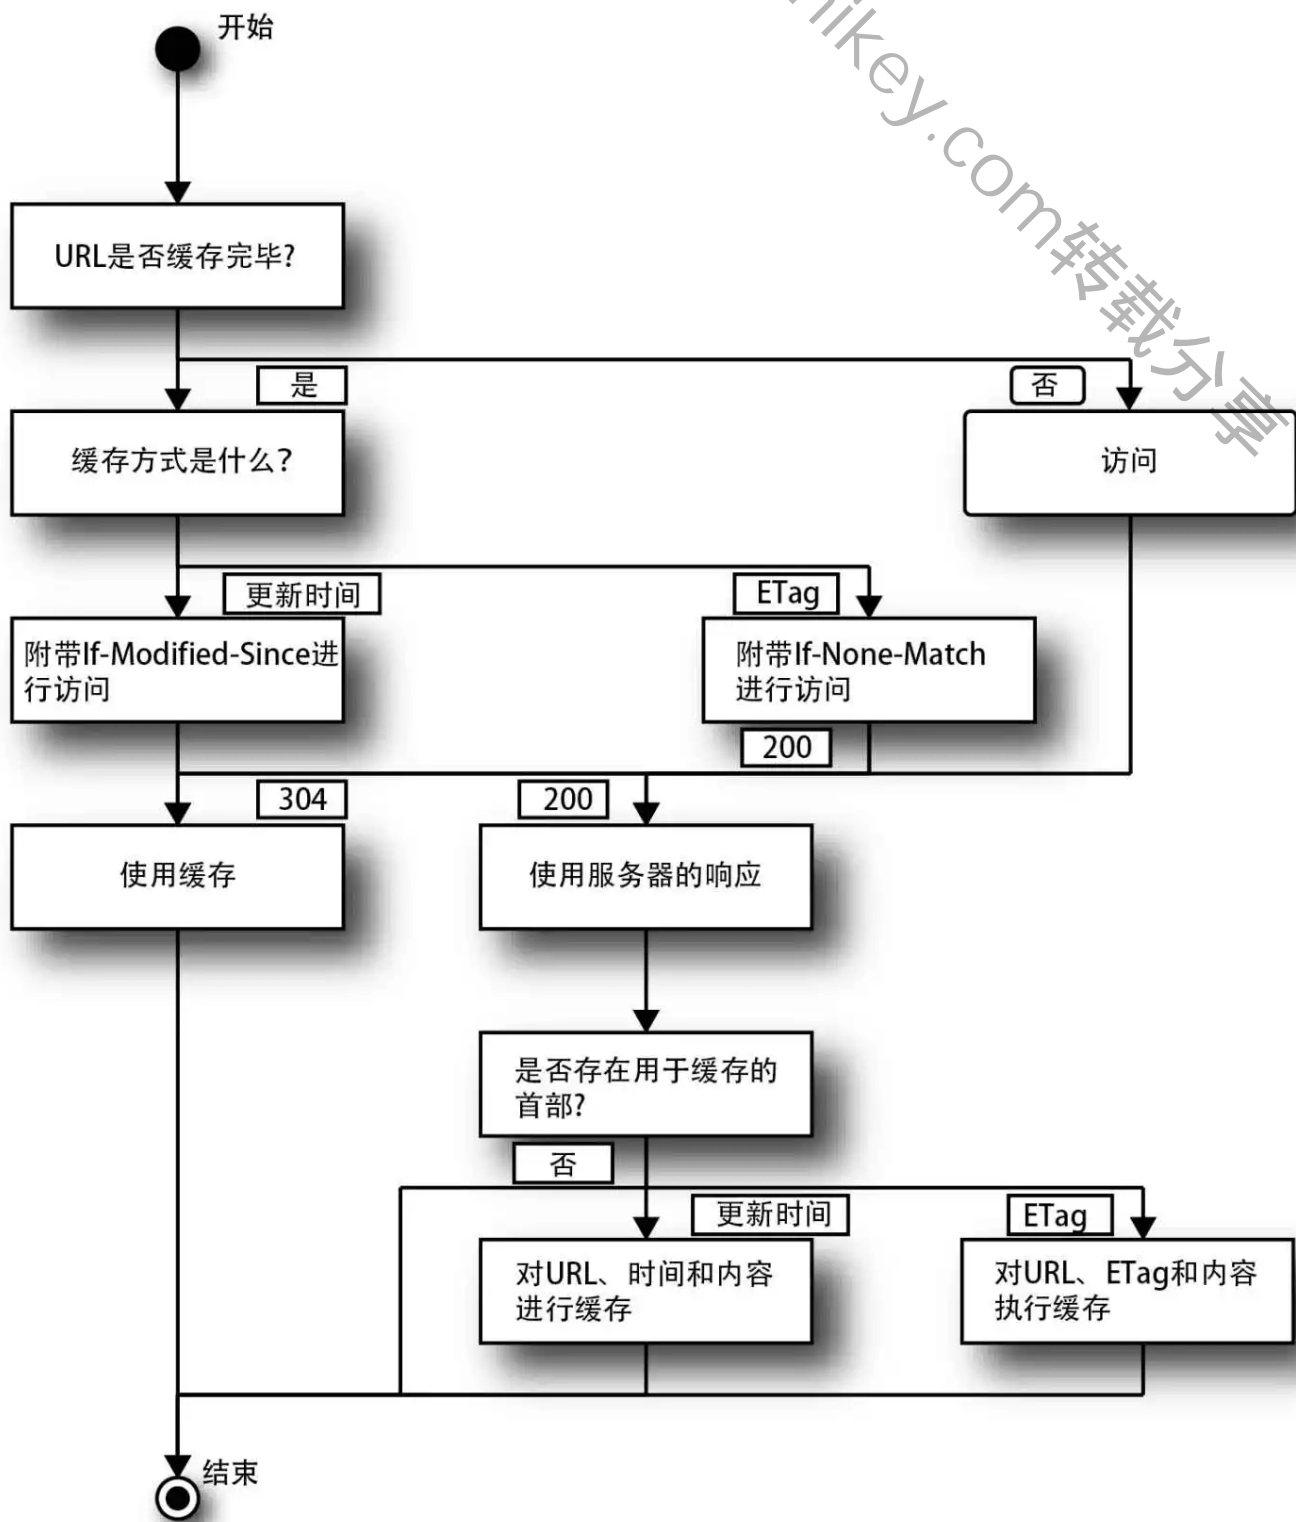 开始
URL是否缓存完毕?
是
否
缓存方式是什么?
访问
更新时间
ETag
附带If-Modified-Since进
行访问
附带If-None-Match
进行访问
200
304
200
使用缓存
使用服务器的响应
是否存在用于缓存的
首部?
否
更新时间
ETag
对URL、时间和内容
进行缓存
对URL、ETag和内容
执行缓存
结束
key.com转载分享